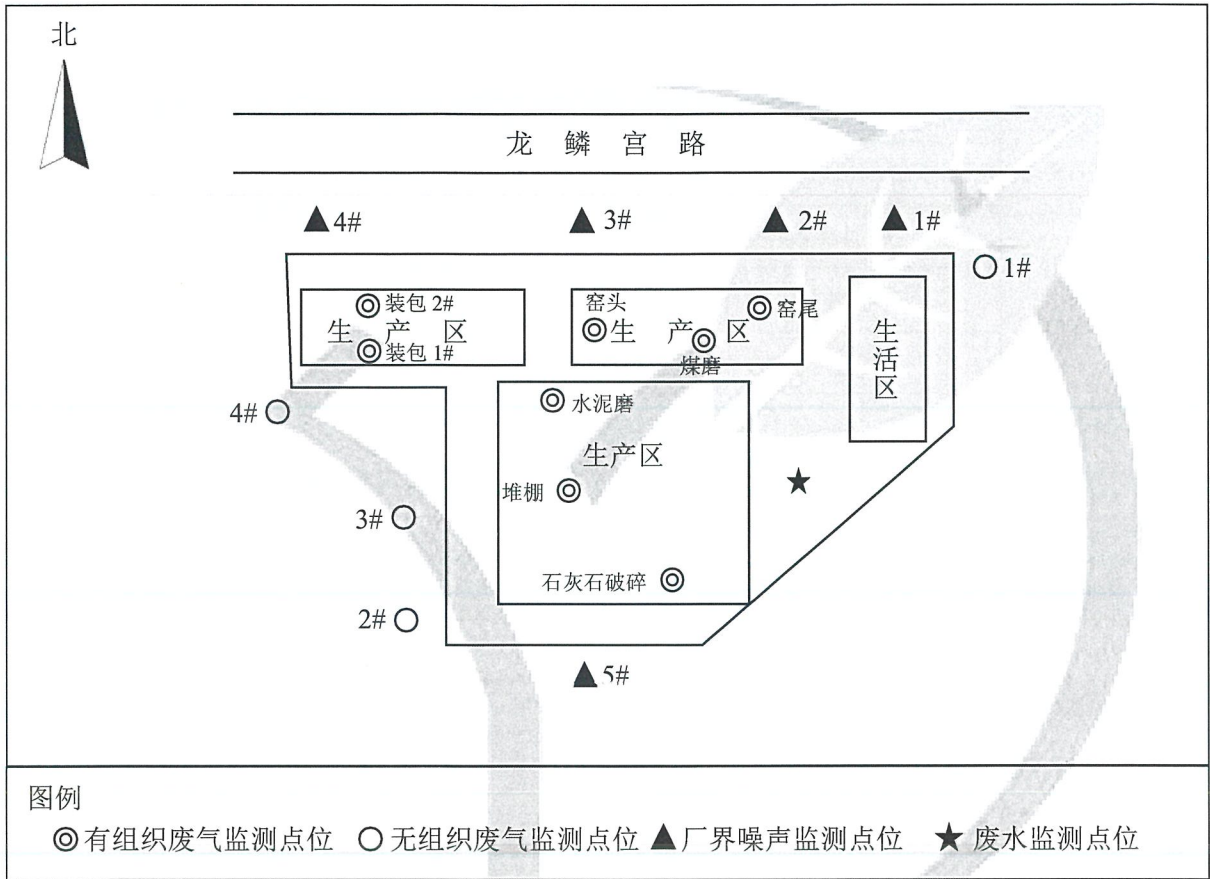 北
龙鳞宫路
▲4#
▲3#
▲2#
▲1#
○1#
装包 2#
生产区
装包 1#
窑头
窑尾
生产区
煤磨
生活区
4#○
水泥磨
生产区
堆棚
★
3#○
石灰石破碎
2#○
▲5#
图例
◎有组织废气监测点位 ○无组织废气监测点位 ▲厂界噪声监测点位 ★废水监测点位